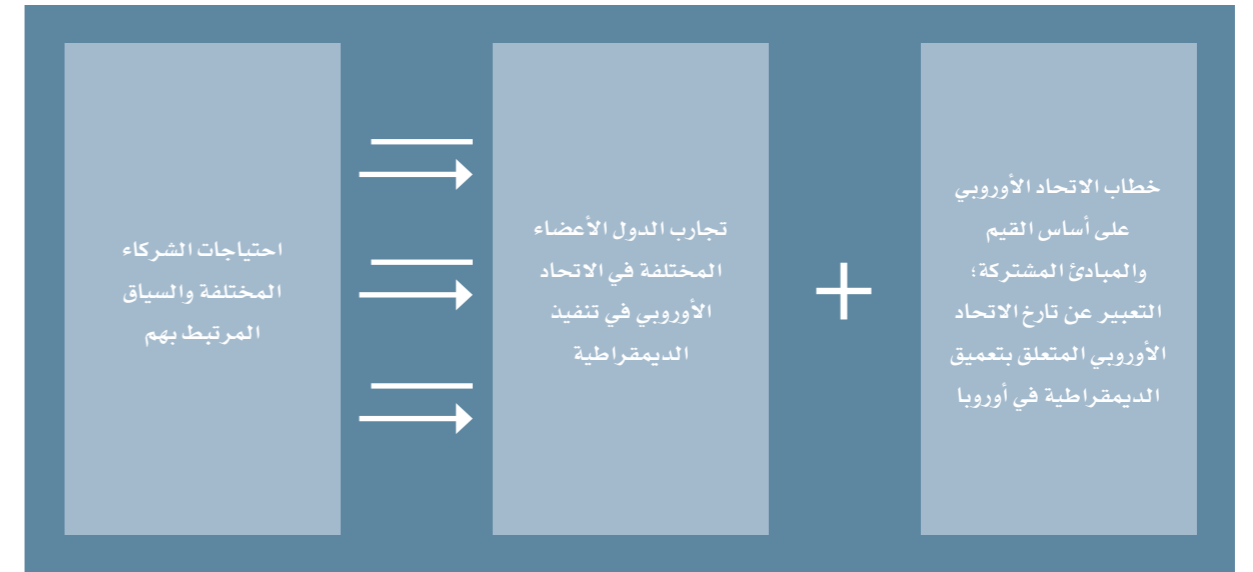 خطاب الاتحاد الأوروبي
على أساس القيم
والمبادئ المشتركة؛
التعبير عن تارخ الاتحاد
الأوروبي المتعلق بتعميق
الديمقراطية في أوروبا
+
تجارب الدول الأعضاء
المختلفة في الاتحاد
الأوروبي في تنفيذ
الديمقراطية
احتياجات الشركاء
المختلفة والسياق
المرتبط بهم